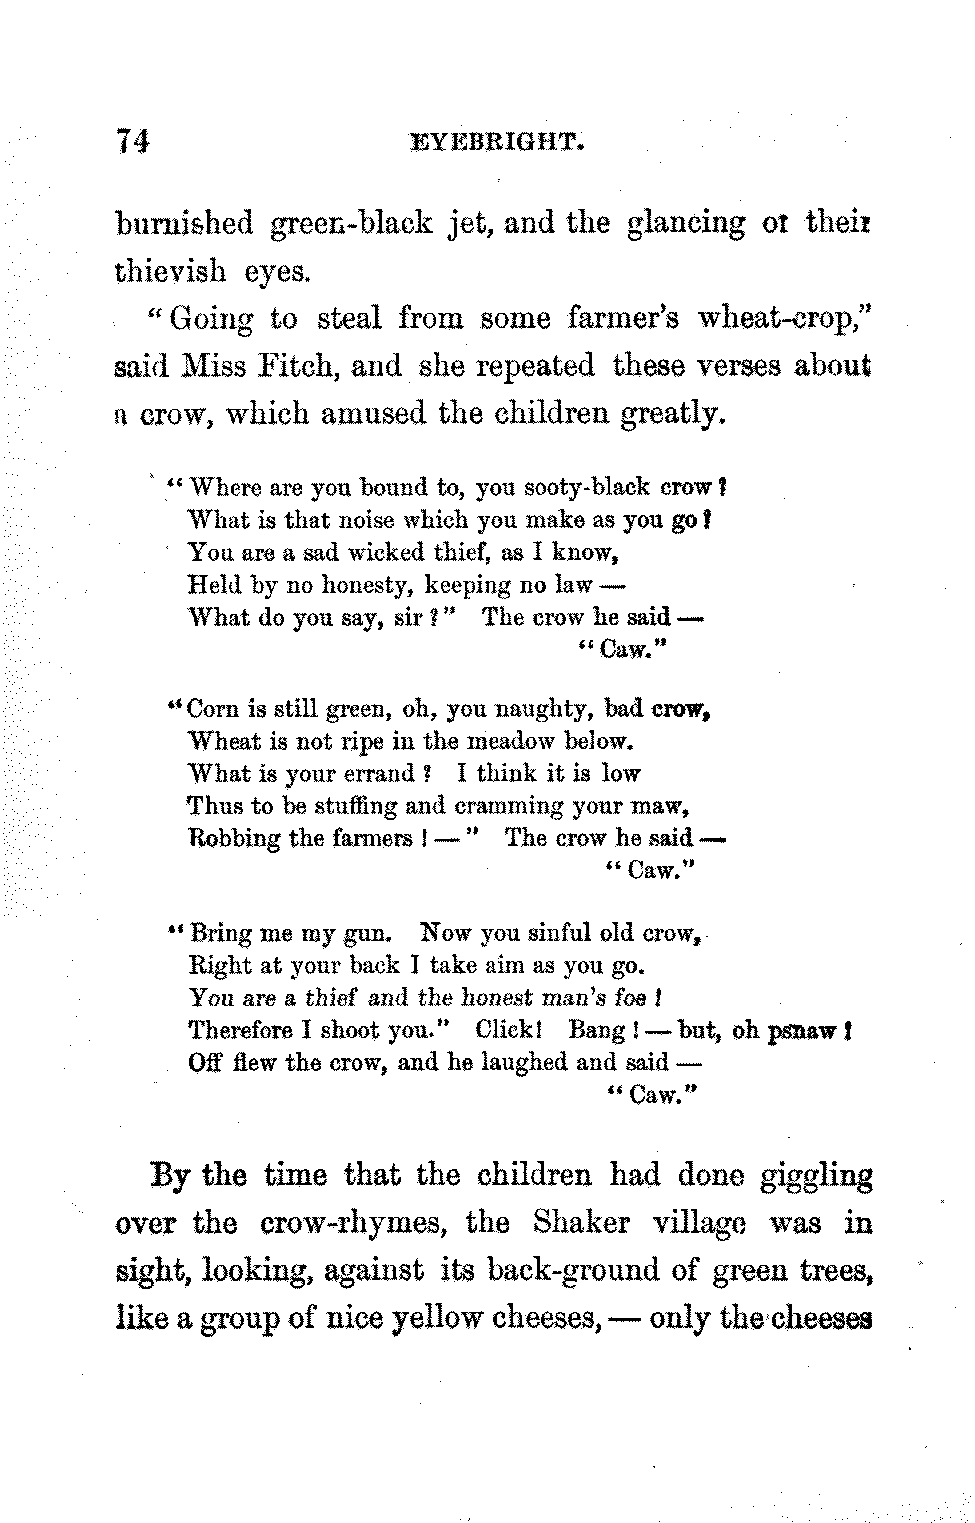 74 EYEBRIGHT.
burnished green-black jet, and the glancing of their
thievish eyes.
"Going to steal from some farmer's wheat-crop,"
said Miss Fitch, and she repeated these verses about
a crow, which amused the children greatly.
"Where are you bound to, you sooty-black crow?
What is that noise which you make as you go?
You are a sad wicked thief, as I know,
Held by no honesty, keeping no law—
What do you say, sir?" The crow he said—
"Caw."
"Corn is still green, oh, you naughty, bad crow,
Wheat is not ripe in the meadow below.
What is your errand? I think it is low
Thus to be stuffing and cramming your maw,
Robbing the farmers!—" The crow he said—
"Caw."
"Bring me my gun. Now you sinful old crow,
Right at your back I take aim as you go.
You are a thief and the honest man's foe!
Therefore I shoot you." Click! Bang!—but, oh pshaw!
Off flew the crow, and he laughed and said—
"Caw."
By the time that the children had done giggling
over the crow-rhymes, the Shaker village was in
sight, looking, against its back-ground of green trees,
like a group of nice yellow cheeses,—only the cheeses